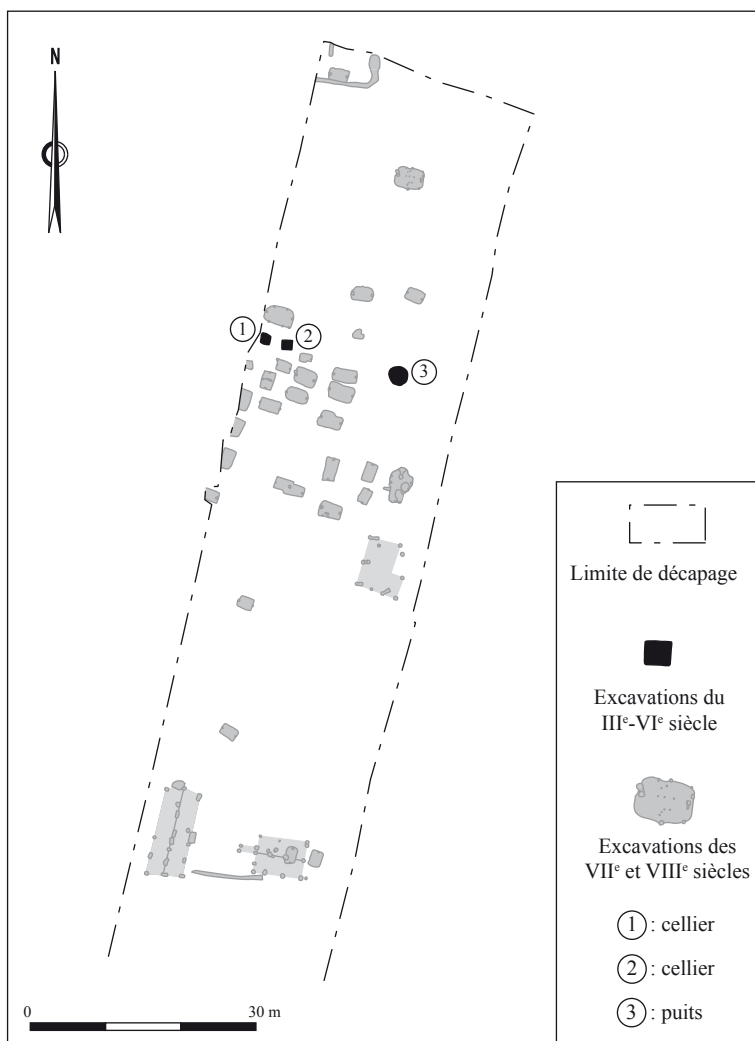 N
1
2
3
Limite de décapage
Excavations du
IIIe-VIe siècle
Excavations des
VIIe et VIIIe siècles
1 : cellier
2 : cellier
3 : puits
0 30 m